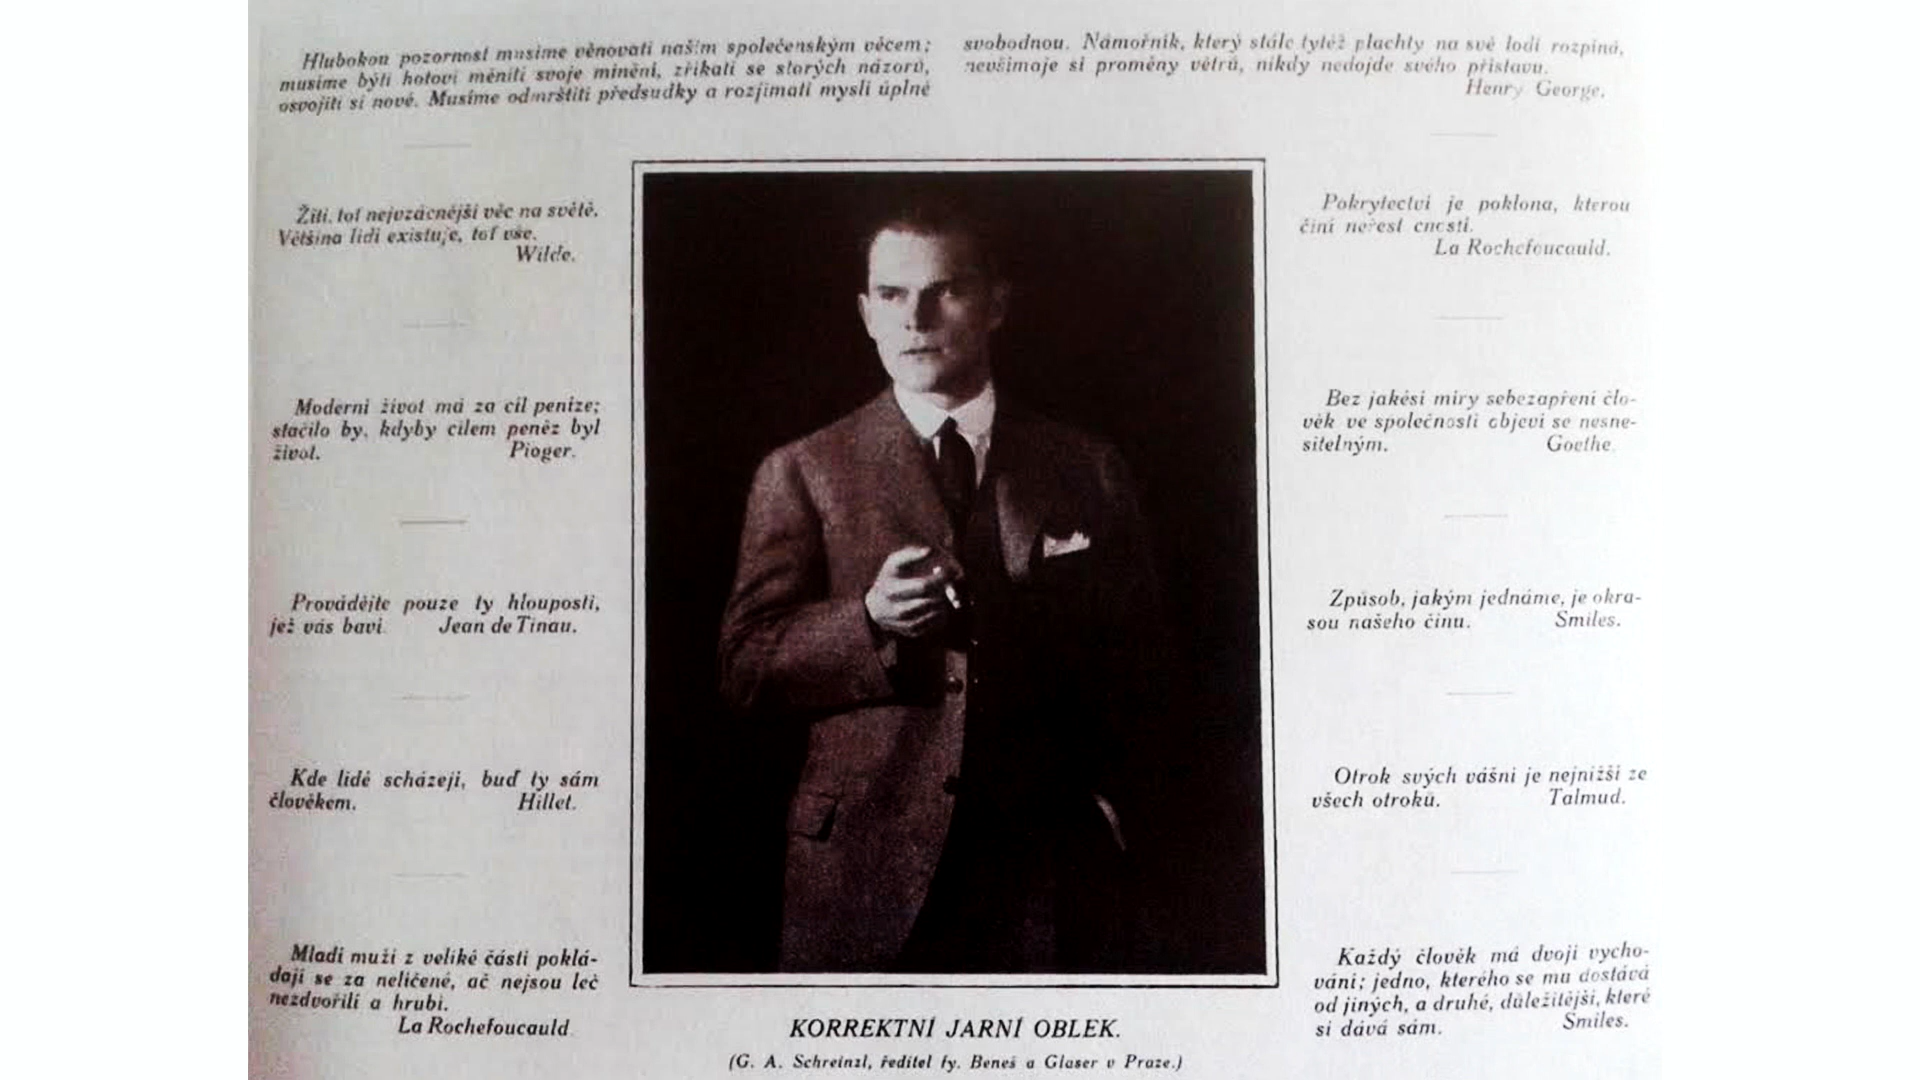 Hlubokou pozornost musíme věnovati našim společenským věcem;
musíme býti hotovi měniti svoje mínění, zříkati se starých názorů,
osvojiti si nové. Musíme odmrštiti předsudky a rozjímati myslí úplně
svobodnou. Námořník, který stále tytéž plachty na své lodi rozpíná,
nevšímaje si proměny větrů, nikdy nedojde svého přístavu.
Henry George.
Žíti, toť nejvzácnější věc na světě.
Většina lidí existuje, toť vše.
Wilde.
Moderní život má za cíl peníze;
stačilo by, kdyby cílem peněz byl
život. Pioger.
Provádějte pouze ty hlouposti,
jež vás baví Jean de Tinau.
Kde lidé scházejí, buď ty sám
člověkem. Hillet.
Mladí muži z veliké části poklá-
dají se za nelíčené, ač nejsou leč
nezdvořilí a hrubí.
La Rochefoucauld
Pokrytectví je poklona, kterou
činí neřest cnosti.
La Rochefoucauld.
Bez jakési míry sebezapření člo-
věk ve společnosti objeví se nesne-
sitelným. Goethe.
Způsob, jakým jednáme, je okra-
sou našeho činu. Smiles.
Otrok svých vášní je nejnižší ze
všech otroků. Talmud.
Každý člověk má dvojí vycho-
vání; jedno, kterého se mu dostává
od jiných, a druhé, důležitější, které
si dává sám. Smiles.
KORREKTNÍ JARNÍ OBLEK.
(G. A. Schreinzl, ředitel fy. Beneš a Glaser v Praze.)